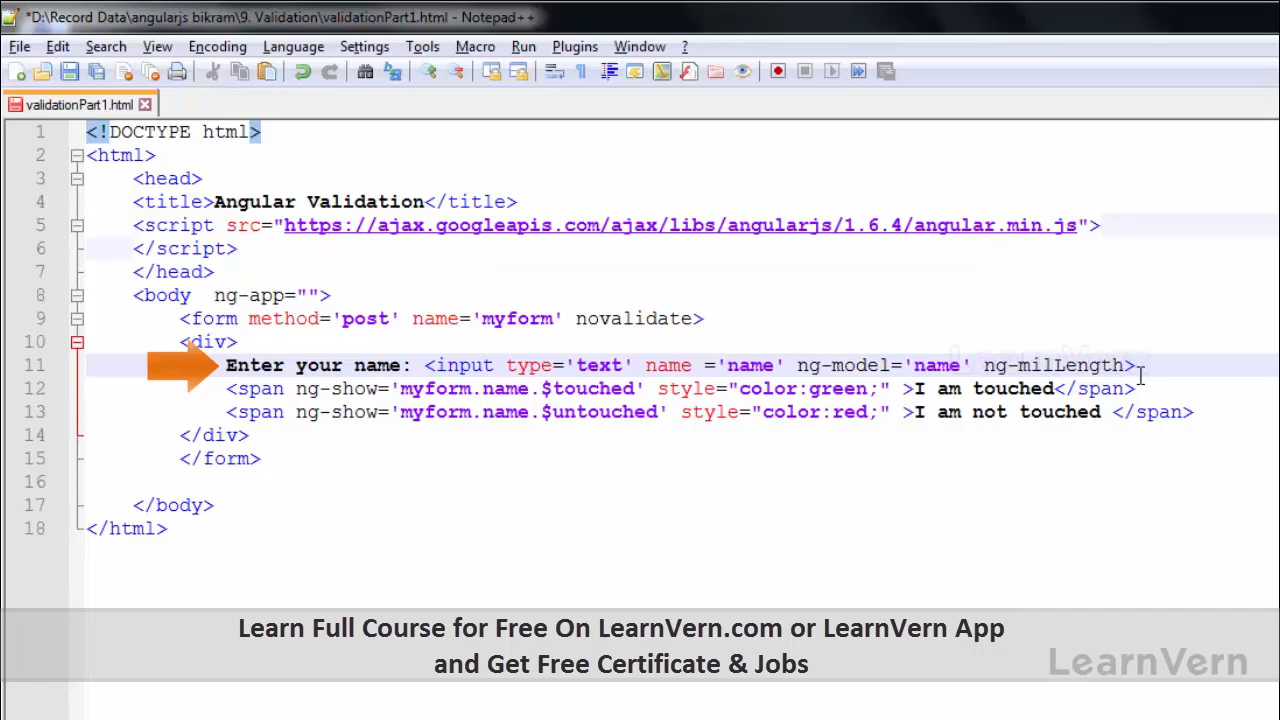 *D:\Record Data\angularjs bikram\9. Validation\validationPart1.html - Notepad++
File Edit Search View Encoding Language Settings Tools Macro Run Plugins Window ?
validationPart1.html
1 <!DOCTYPE html>
2 <html>
3 <head>
4 <title>Angular Validation</title>
5 <script src="https://ajax.googleapis.com/ajax/libs/angularjs/1.6.4/angular.min.js">
6 </script>
7 </head>
8 <body ng-app="">
9 <form method='post' name='myform' novalidate>
10 <div>
11 Enter your name: <input type='text' name ='name' ng-model='name' ng-milLength>
12 <span ng-show='myform.name.$touched' style="color:green;" >I am touched</span>
13 <span ng-show='myform.name.$untouched' style="color:red;" >I am not touched </span>
14 </div>
15 </form>
16
17 </body>
18 </html>
Learn Full Course for Free On LearnVern.com or LearnVern App
and Get Free Certificate & Jobs
LearnVern